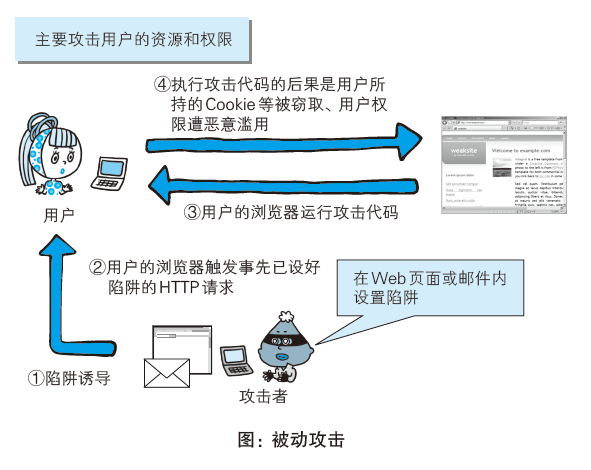 主要攻击用户的资源和权限
④执行攻击代码的后果是用户所
持的Cookie等被窃取、用户权
限遭恶意滥用
weaksite
Welcome to example.com
用户
③用户的浏览器运行攻击代码
②用户的浏览器触发事先已设好
陷阱的HTTP请求
在Web页面或邮件内
设置陷阱
①陷阱诱导
攻击者
图：被动攻击